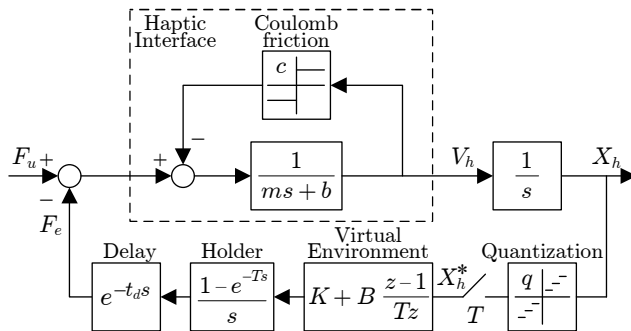 Haptic
Interface
Coulomb
friction
c
−
F_u +
−
F_e
+
1
ms + b
V_h
1
s
X_h
Delay
e^{-t_d s}
Holder
1 − e^{-Ts}
s
Virtual
Environment
K + B z − 1
Tz
X_h^*
T
Quantization
q